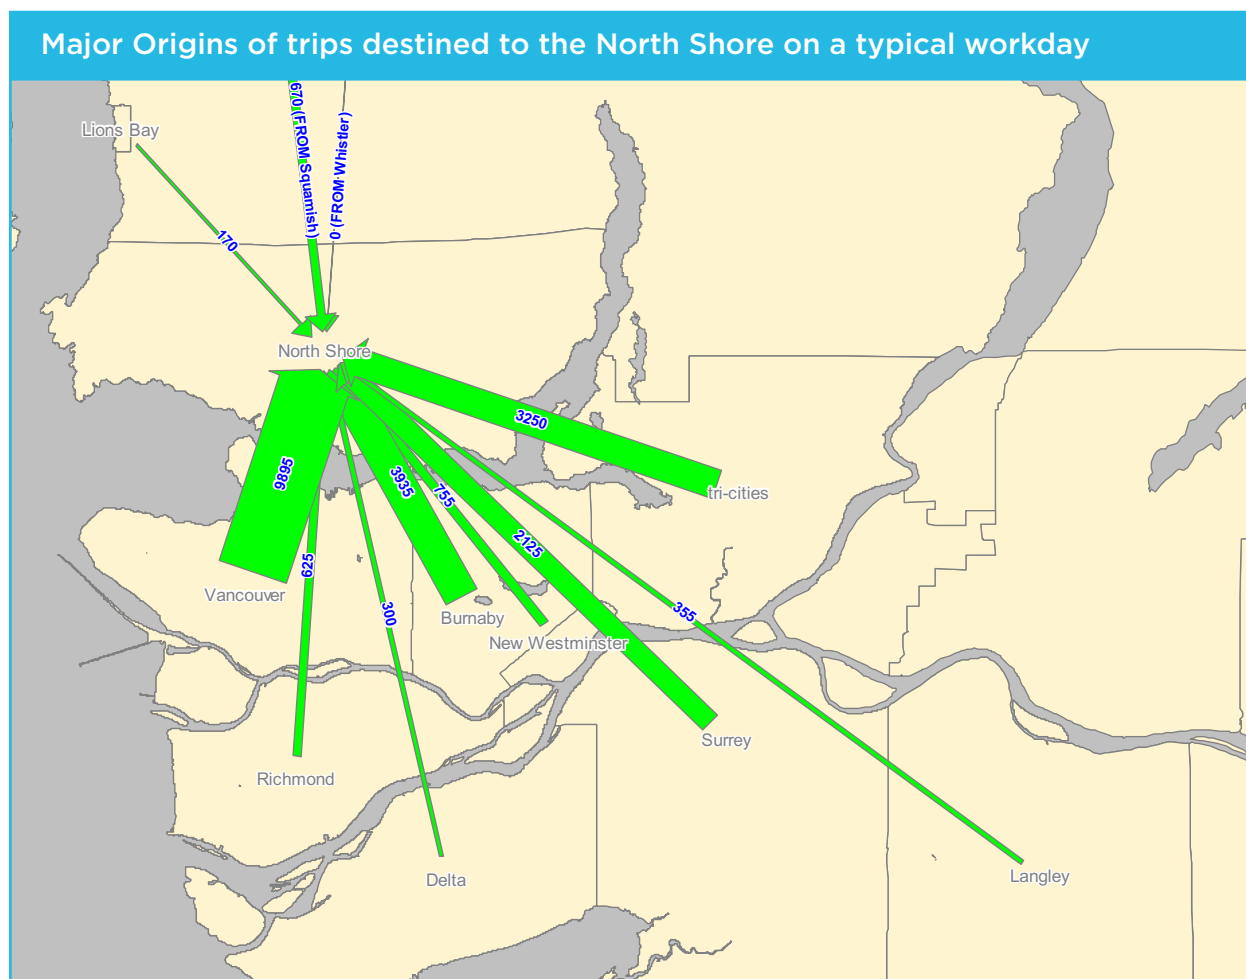 Major Origins of trips destined to the North Shore on a typical workday
670 (FROM Squamish)
0 (FROM Whistler)
Lions Bay
170
North Shore
3250
9895
3935
755
tri-cities
2125
625
Vancouver
300
355
Burnaby
New Westminster
Surrey
Richmond
Delta
Langley